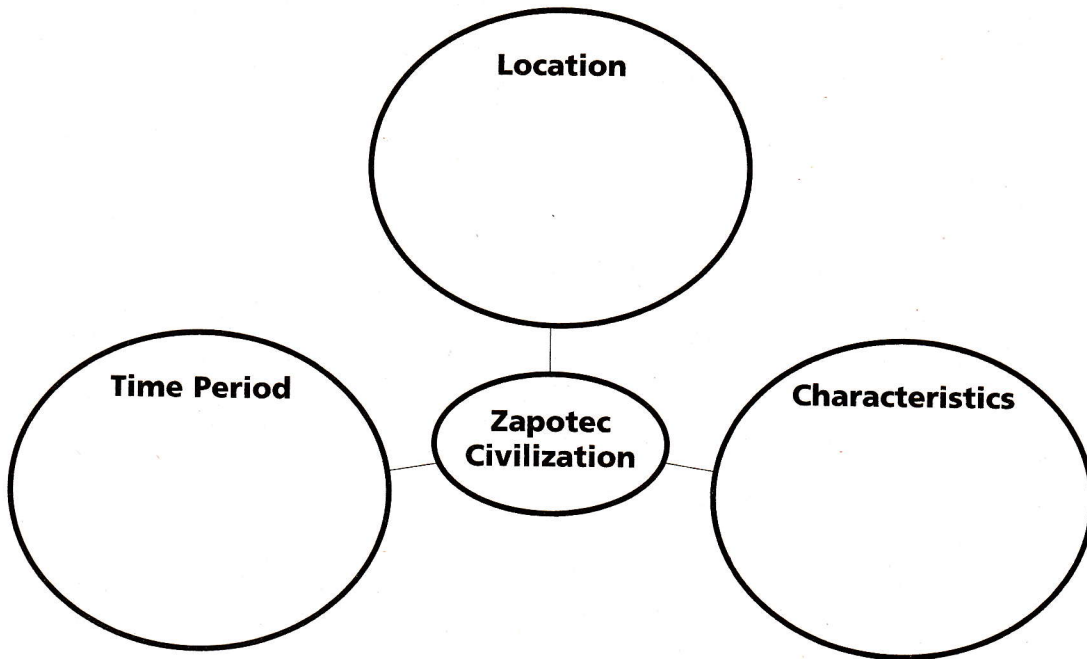 Location
Time Period
Zapotec
Civilization
Characteristics